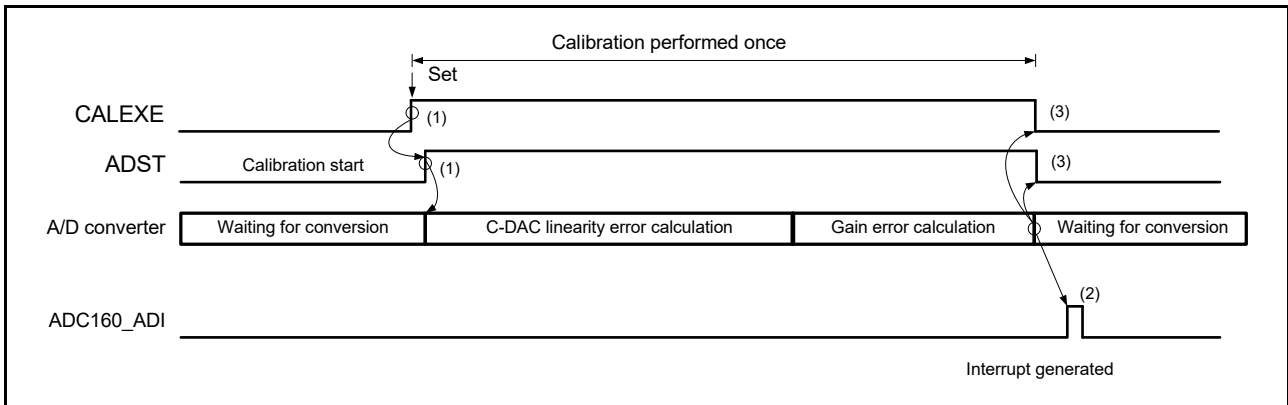 Calibration performed once
Set
CALEXE
(1)
(3)
ADST
Calibration start
(1)
(3)
A/D converter
Waiting for conversion
C-DAC linearity error calculation
Gain error calculation
Waiting for conversion
ADC160_ADI
(2)
Interrupt generated